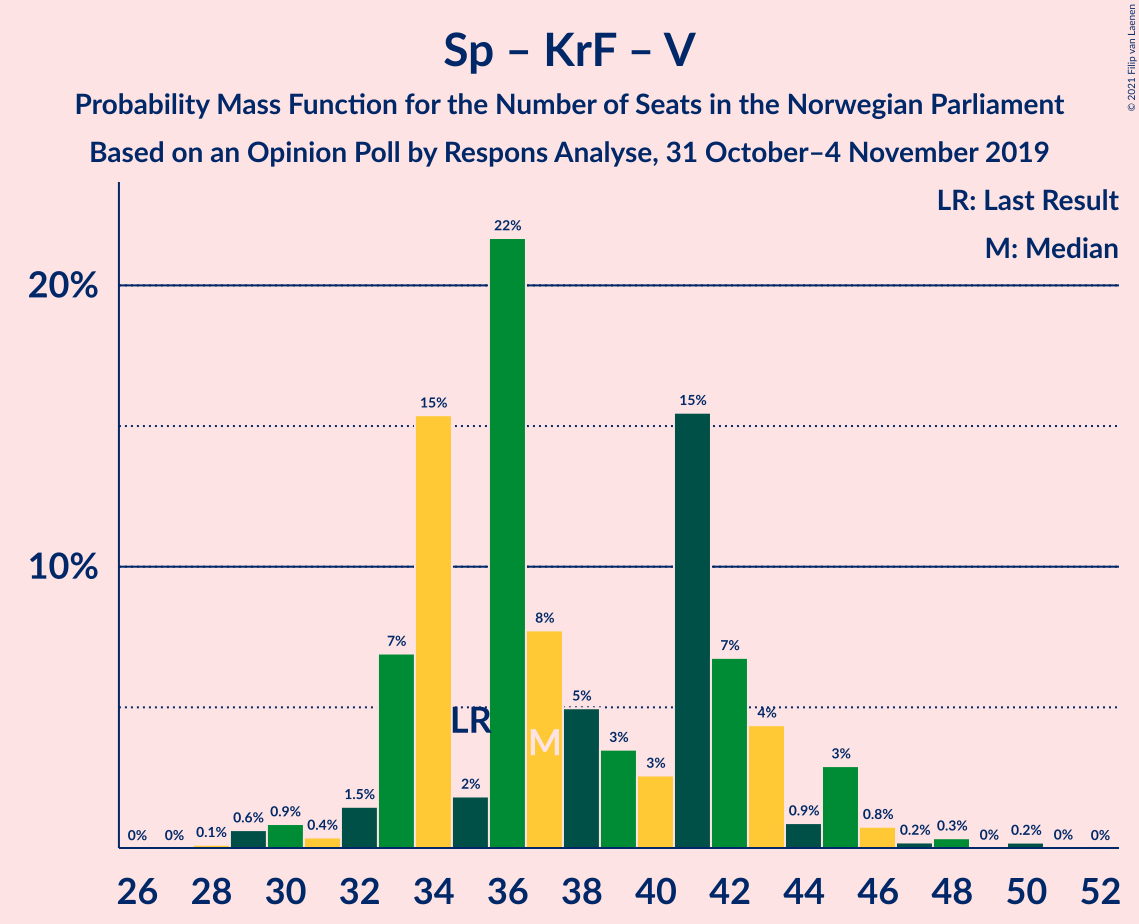 Sp – KrF – V
Probability Mass Function for the Number of Seats in the Norwegian Parliament
Based on an Opinion Poll by Respons Analyse, 31 October–4 November 2019
© 2021 Filip van Laenen
LR: Last Result
M: Median
20%
10%
0% 0% 0.1% 0.6% 0.9% 0.4% 1.5% 7% 15% 2% 22% 8% 5% 3% 3% 15% 7% 4% 0.9% 3% 0.8% 0.2% 0.3% 0% 0.2% 0% 0%
LR
M
26 28 30 32 34 36 38 40 42 44 46 48 50 52